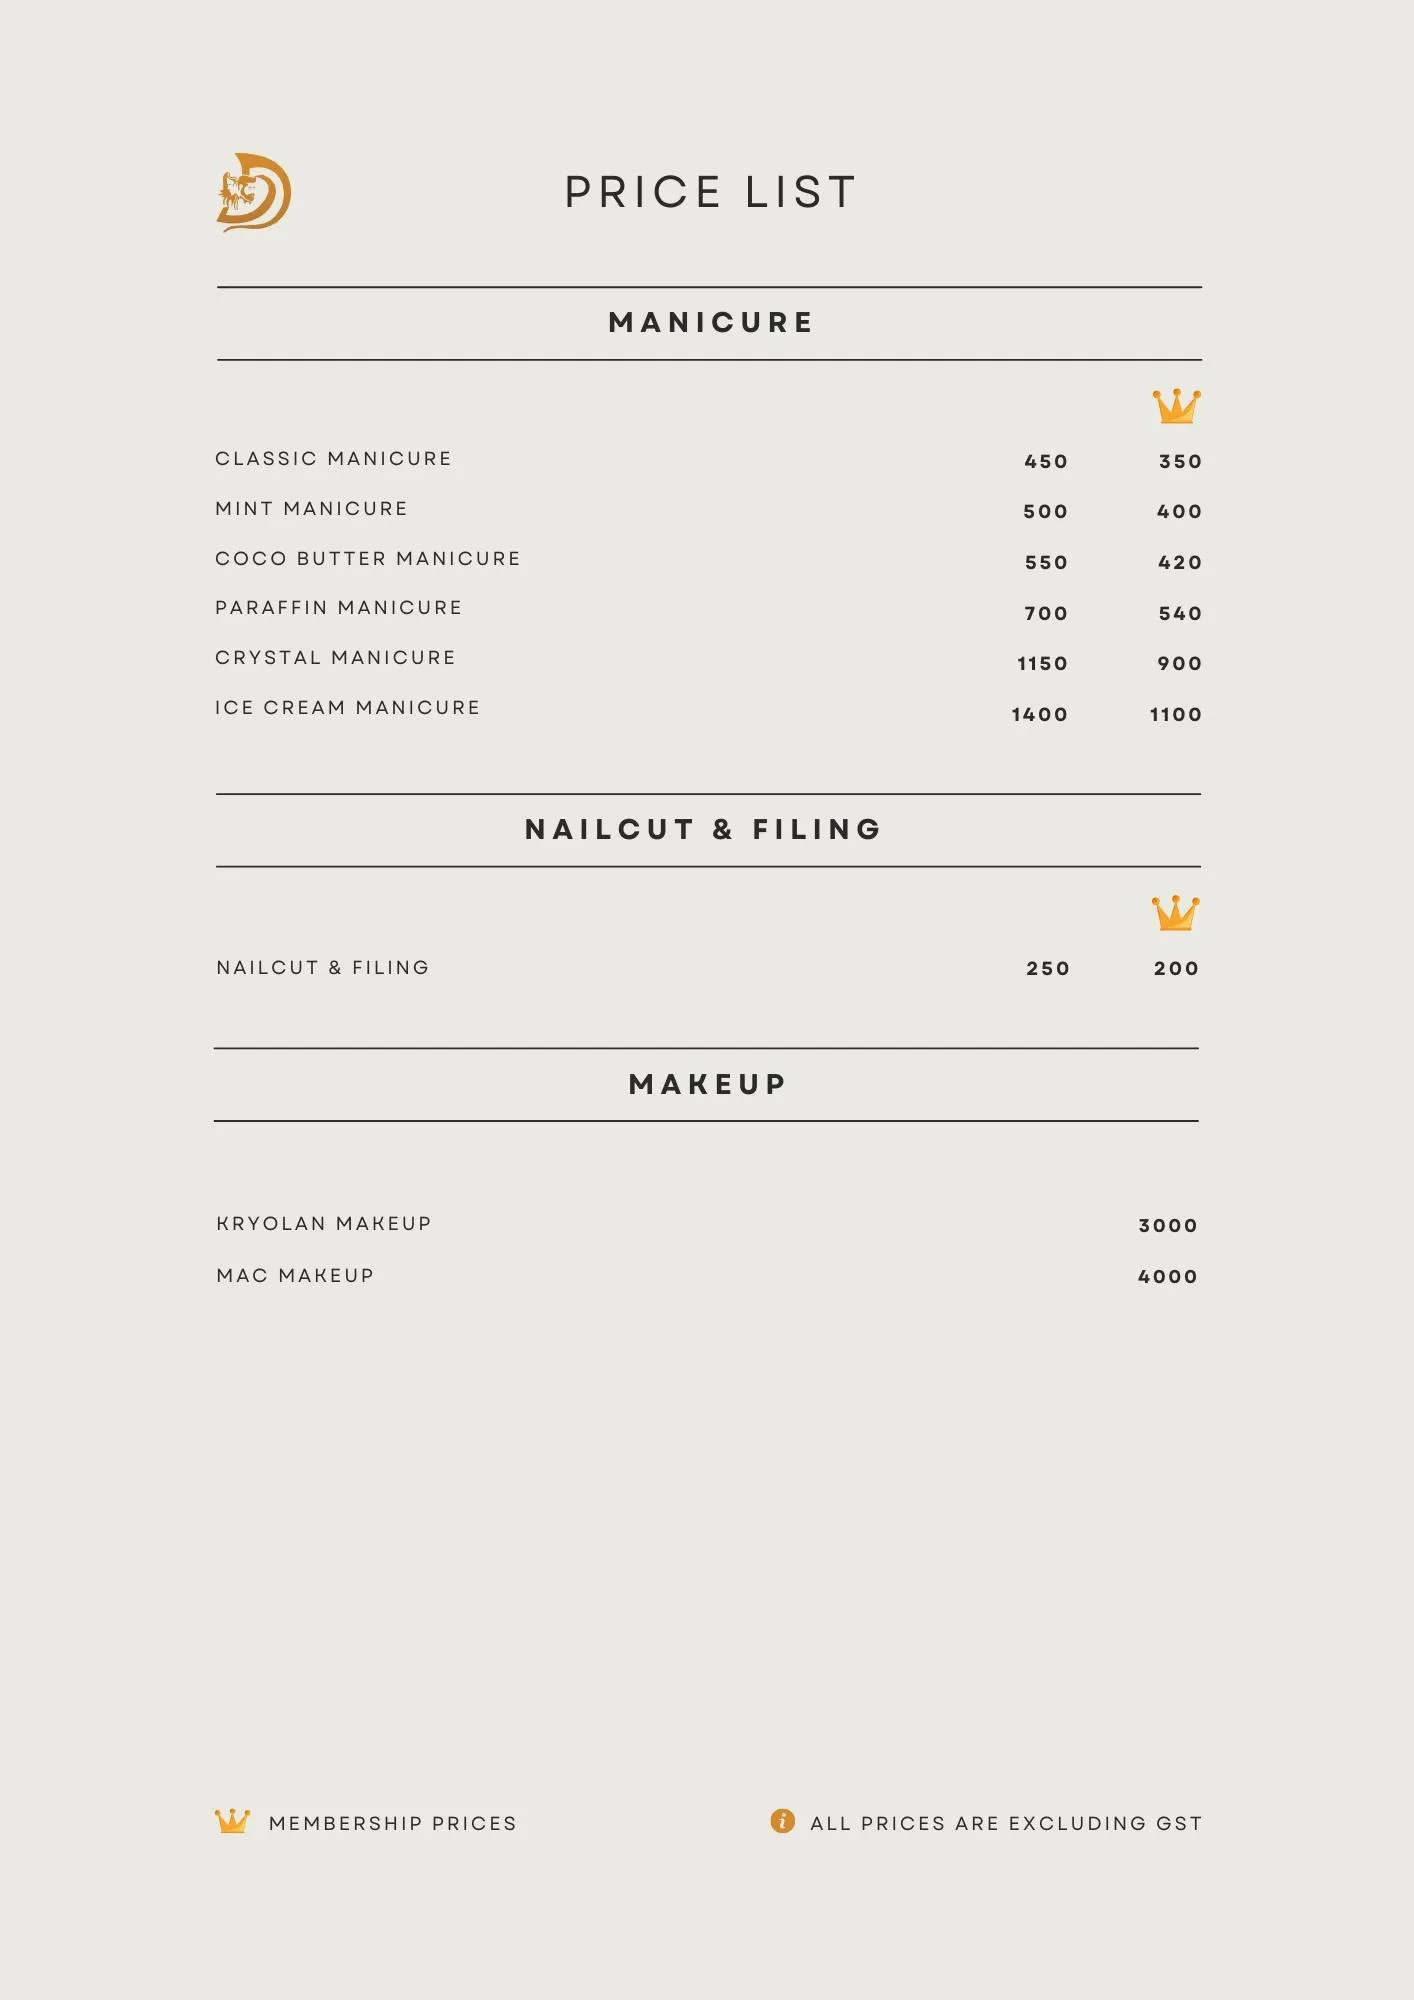 PRICE LIST
MANICURE
CLASSIC MANICURE 450 350
MINT MANICURE 500 400
COCO BUTTER MANICURE 550 420
PARAFFIN MANICURE 700 540
CRYSTAL MANICURE 1150 900
ICE CREAM MANICURE 1400 1100
NAILCUT & FILING
NAILCUT & FILING 250 200
MAKEUP
KRYOLAN MAKEUP 3000
MAC MAKEUP 4000
MEMBERSHIP PRICES i ALL PRICES ARE EXCLUDING GST